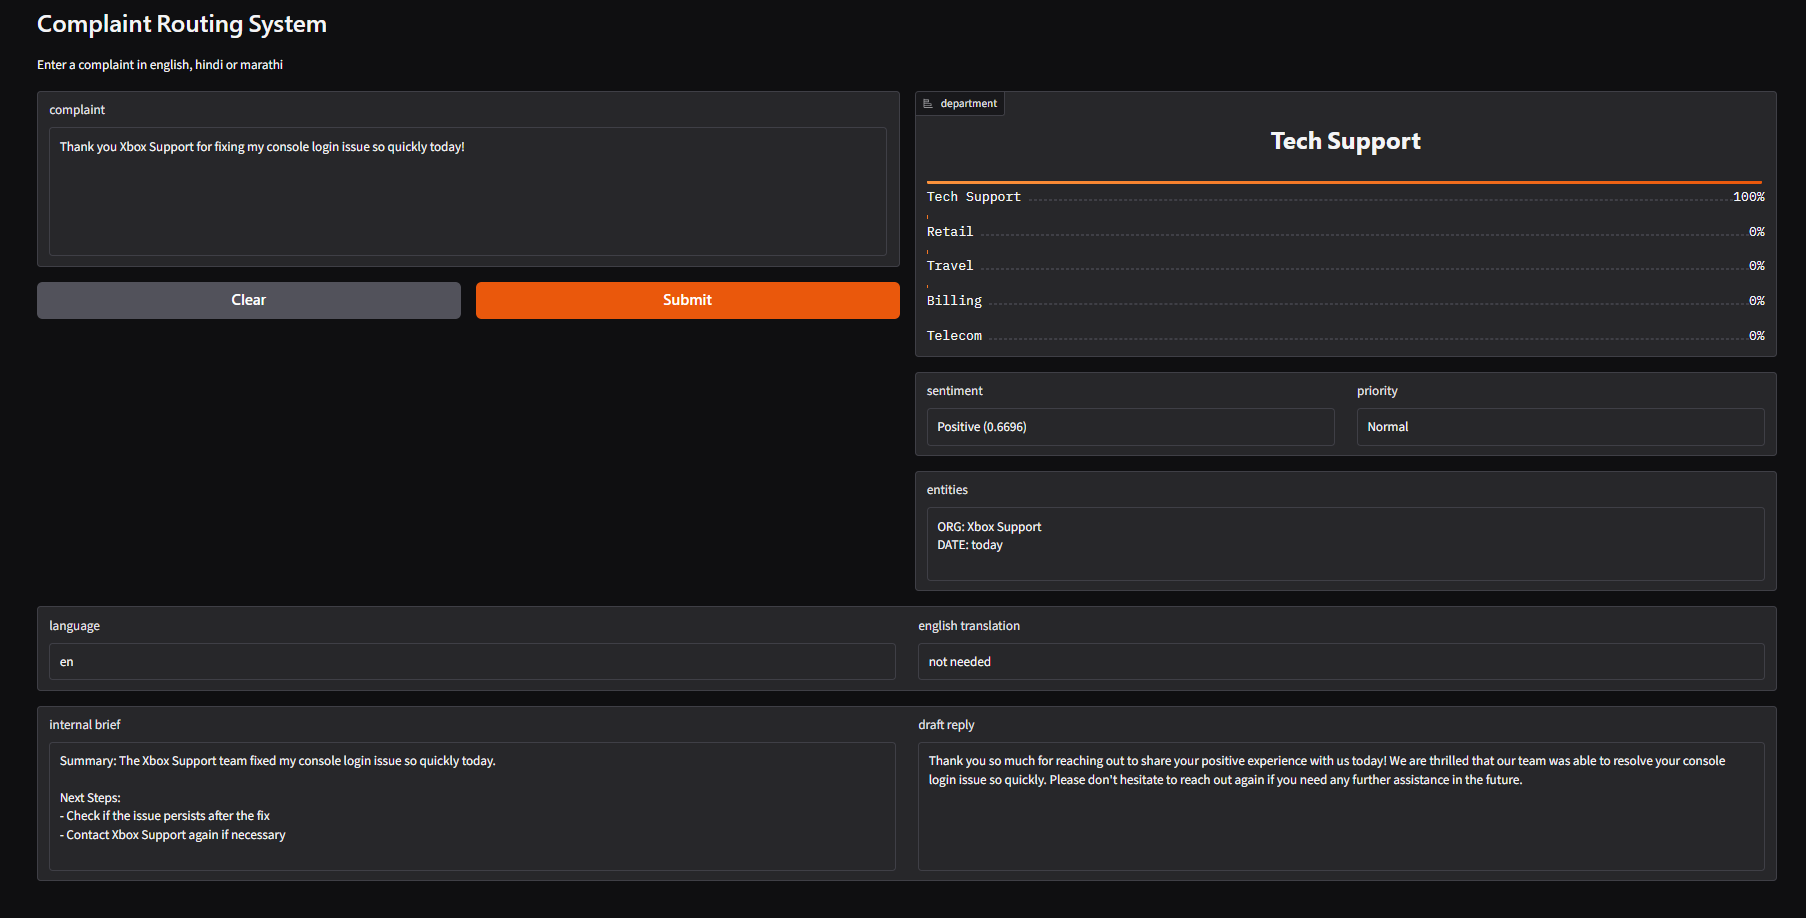 Complaint Routing System
Enter a complaint in english, hindi or marathi
complaint
Thank you Xbox Support for fixing my console login issue so quickly today!
Clear
Submit
department
Tech Support
Tech Support 100%
Retail 0%
Travel 0%
Billing 0%
Telecom 0%
sentiment
Positive (0.6696)
priority
Normal
entities
ORG: Xbox Support
DATE: today
language
en
english translation
not needed
internal brief
Summary: The Xbox Support team fixed my console login issue so quickly today.
Next Steps:
- Check if the issue persists after the fix
- Contact Xbox Support again if necessary
draft reply
Thank you so much for reaching out to share your positive experience with us today! We are thrilled that our team was able to resolve your console
login issue so quickly. Please don't hesitate to reach out again if you need any further assistance in the future.